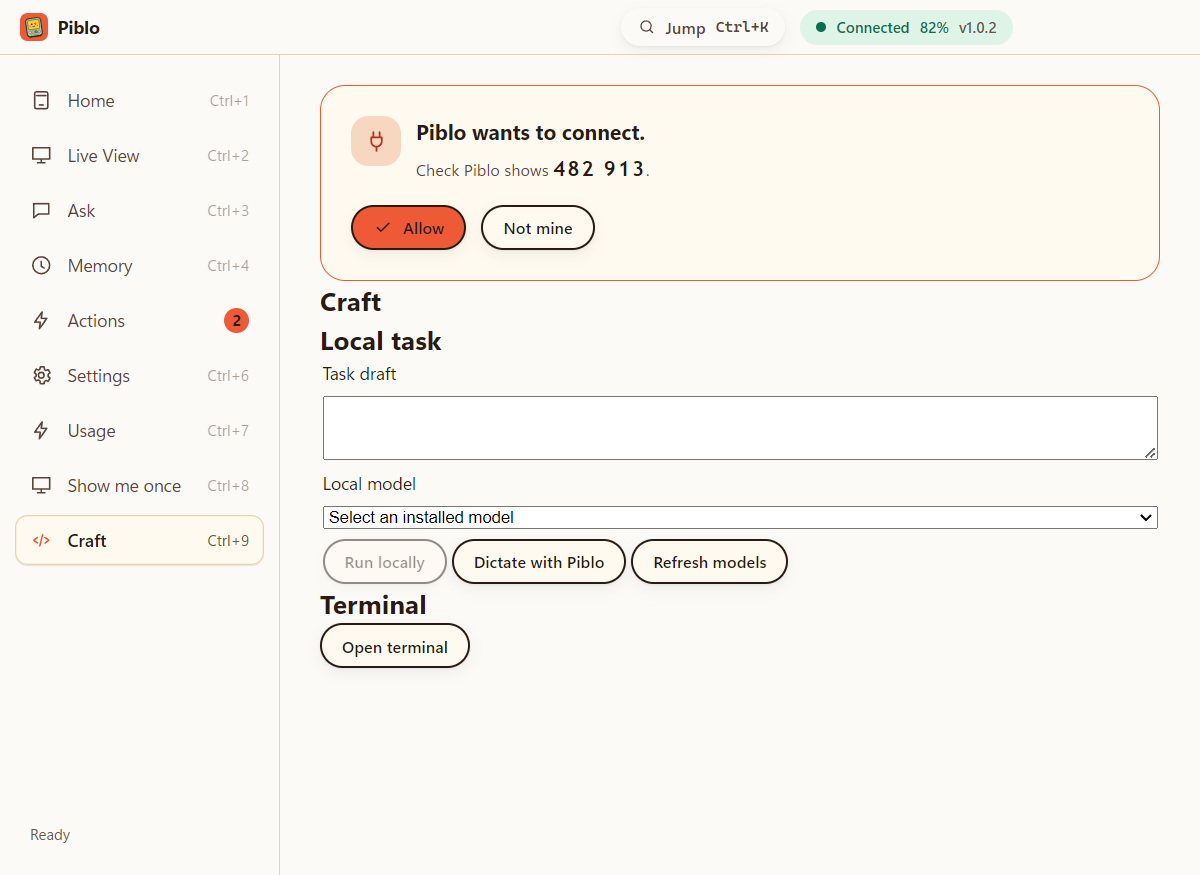 Piblo
Jump Ctrl+K
Connected 82% v1.0.2
Home Ctrl+1
Live View Ctrl+2
Ask Ctrl+3
Memory Ctrl+4
Actions 2
Settings Ctrl+6
Usage Ctrl+7
Show me once Ctrl+8
Craft Ctrl+9
Ready
Piblo wants to connect.
Check Piblo shows 482 913.
Allow
Not mine
Craft
Local task
Task draft
Local model
Select an installed model
Run locally
Dictate with Piblo
Refresh models
Terminal
Open terminal